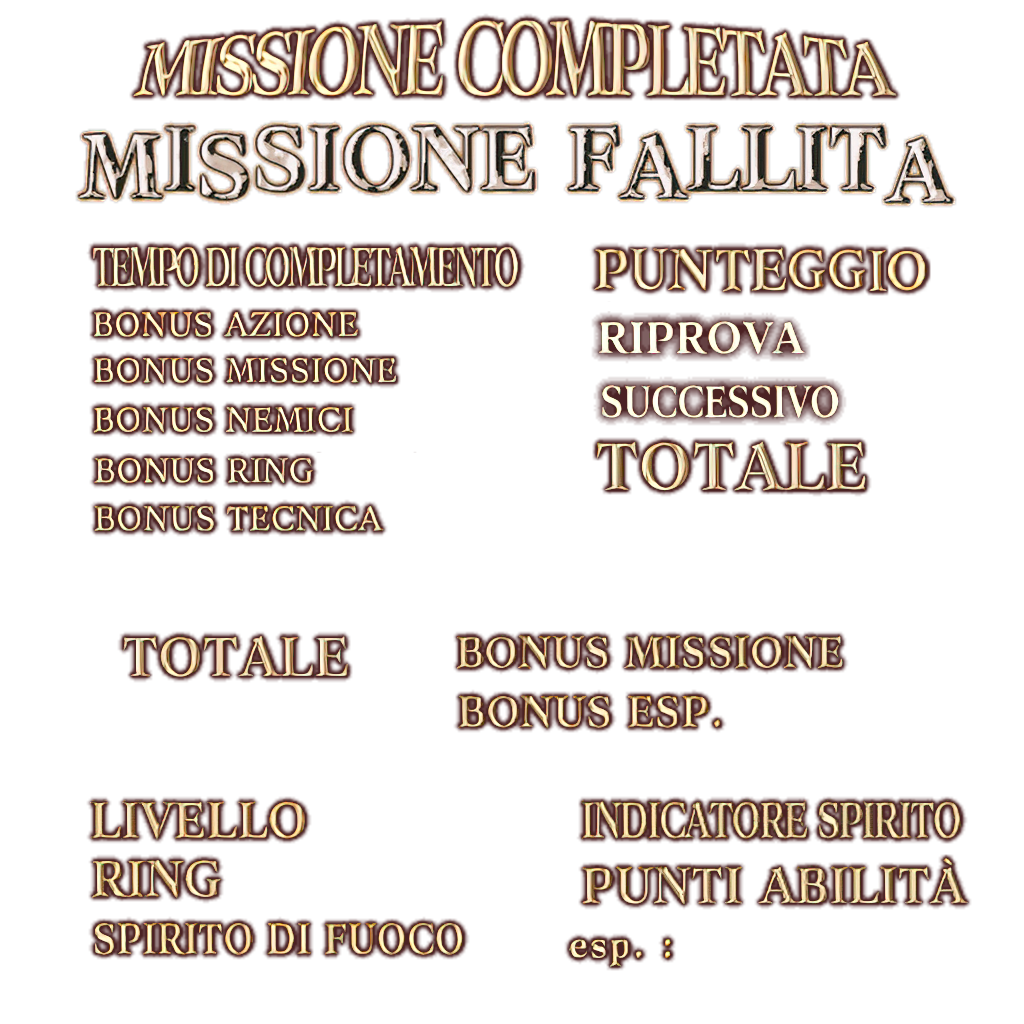 MISSIONE COMPLETATA
MISSIONE FALLITA
TEMPO DI COMPLETAMENTO
BONUS AZIONE
BONUS MISSIONE
BONUS NEMICI
BONUS RING
BONUS TECNICA
PUNTEGGIO
RIPROVA
SUCCESSIVO
TOTALE
TOTALE
BONUS MISSIONE
BONUS ESP.
LIVELLO
RING
SPIRITO DI FUOCO
INDICATORE SPIRITO
PUNTI ABILITÀ
esp. :